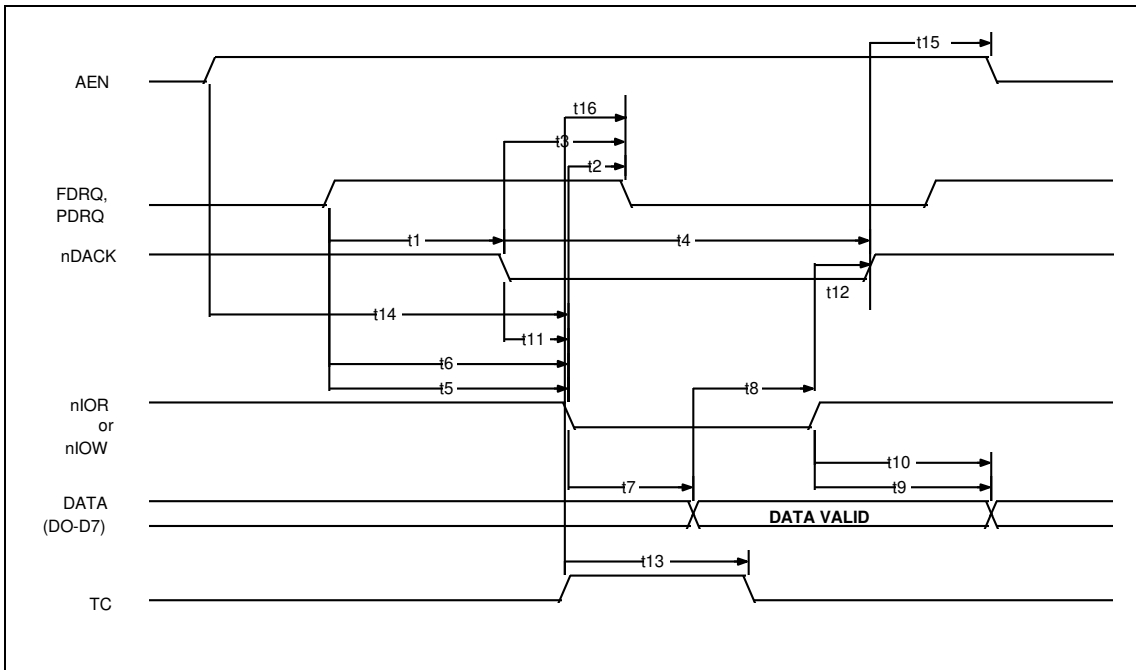 t15
AEN
t16
t3
t2
FDRQ,
PDRQ
t1
t4
nDACK
t12
t14
t11
t6
t5
t8
nIOR
or
nIOW
t10
t7
t9
DATA
(DO-D7)
DATA VALID
t13
TC